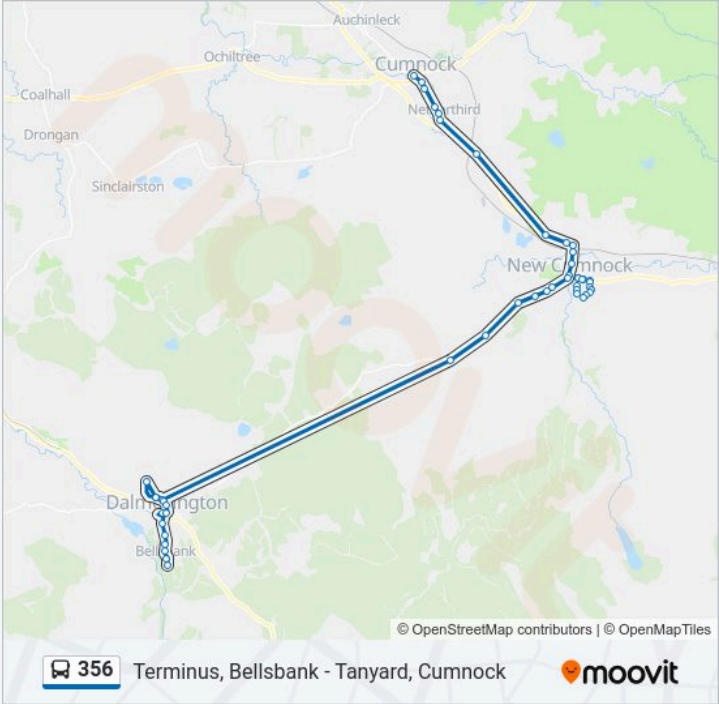 Auchinleck
Ochiltree
Cumnock
Coalhall
Netherthird
Drongan
Sinclairston
New Cumnock
Dalmellington
Bellsbank
© OpenStreetMap contributors | © OpenMapTiles
356 Terminus, Bellsbank - Tanyard, Cumnock
moovit